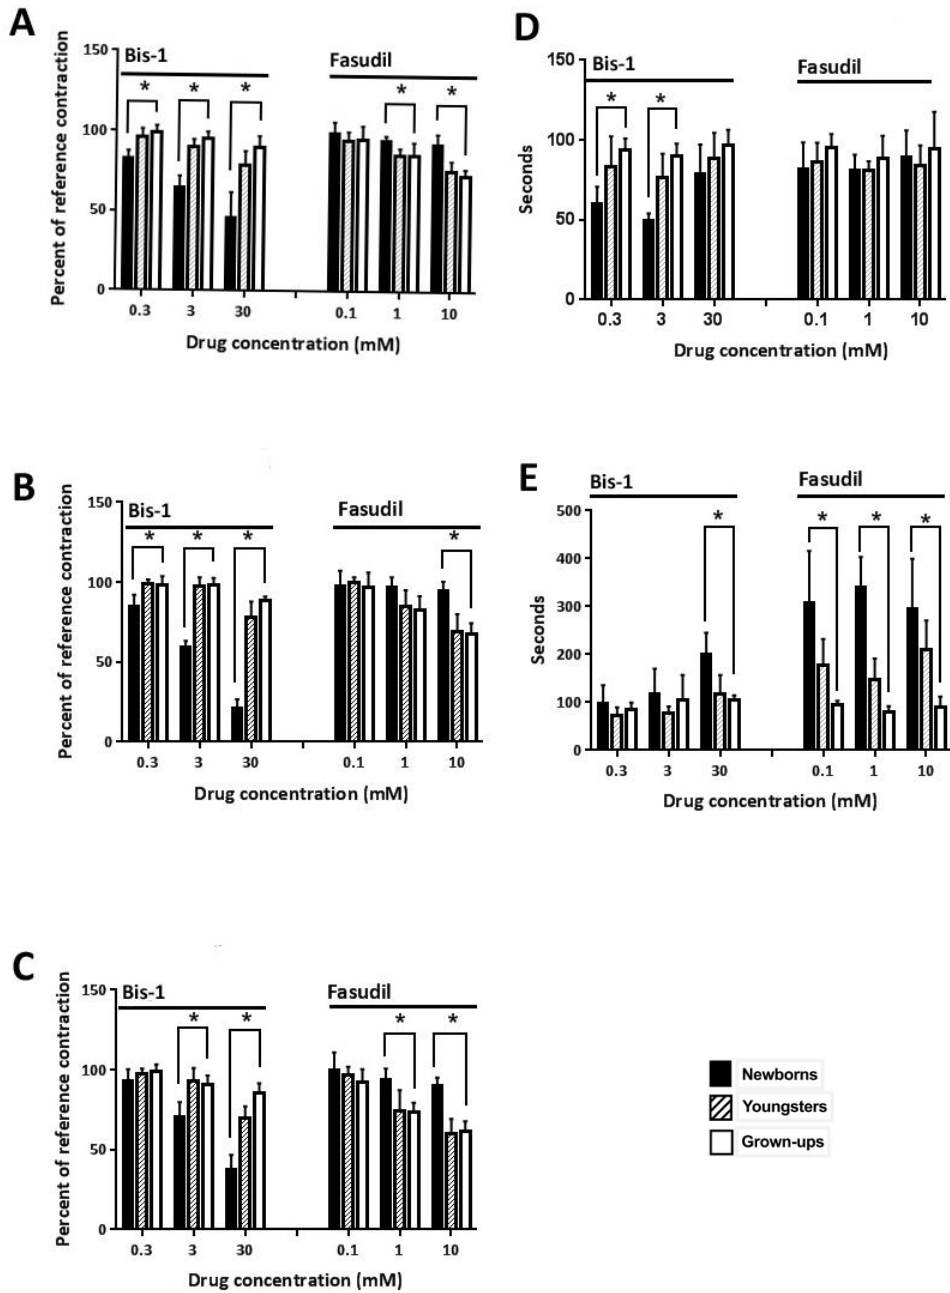 A
Bis-1
Fasudil
Percent of reference contraction
150
100
50
0
* * * * *
0.3 3 30 0.1 1 10
Drug concentration (mM)
D
Bis-1
Fasudil
Seconds
150
100
50
0
* *
0.3 3 30 0.1 1 10
Drug concentration (mM)
B
Bis-1
Fasudil
Percent of reference contraction
150
100
50
0
* * * *
0.3 3 30 0.1 1 10
Drug concentration (mM)
E
Bis-1
Fasudil
Seconds
500
400
300
200
100
0
* * * *
0.3 3 30 0.1 1 10
Drug concentration (mM)
C
Bis-1
Fasudil
Percent of reference contraction
150
100
50
0
* * * *
0.3 3 30 0.1 1 10
Drug concentration (mM)
Newborns
Youngsters
Grown-ups